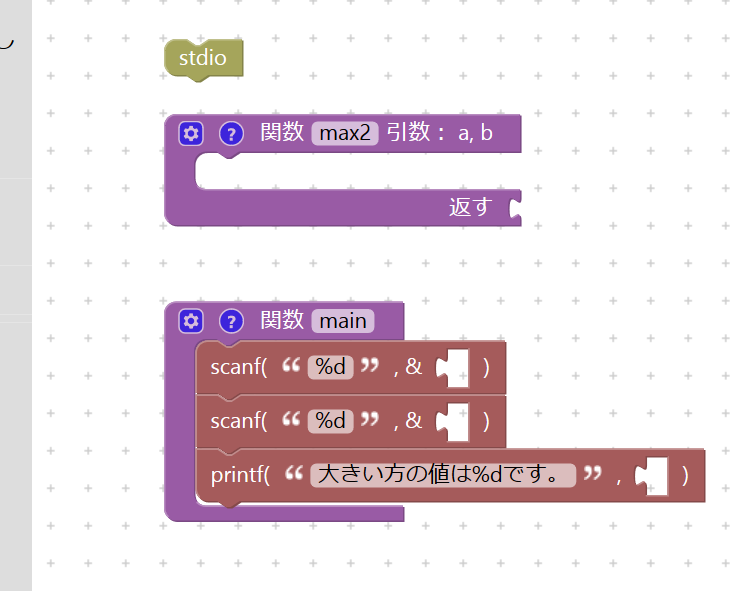 し
stdio
? 関数 max2 引数： a, b
返す
? 関数 main
scanf( “ %d ” , & )
scanf( “ %d ” , & )
printf( “ 大きい方の値は%dです。 ” , )